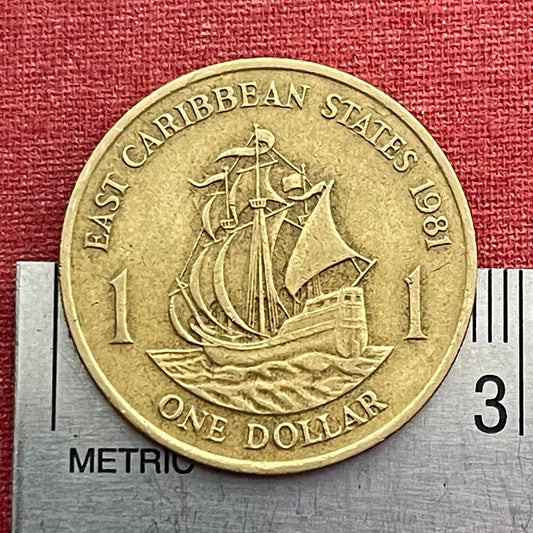 EAST CARIBBEAN STATES 1981
1 1
ONE DOLLAR
3
METRIC